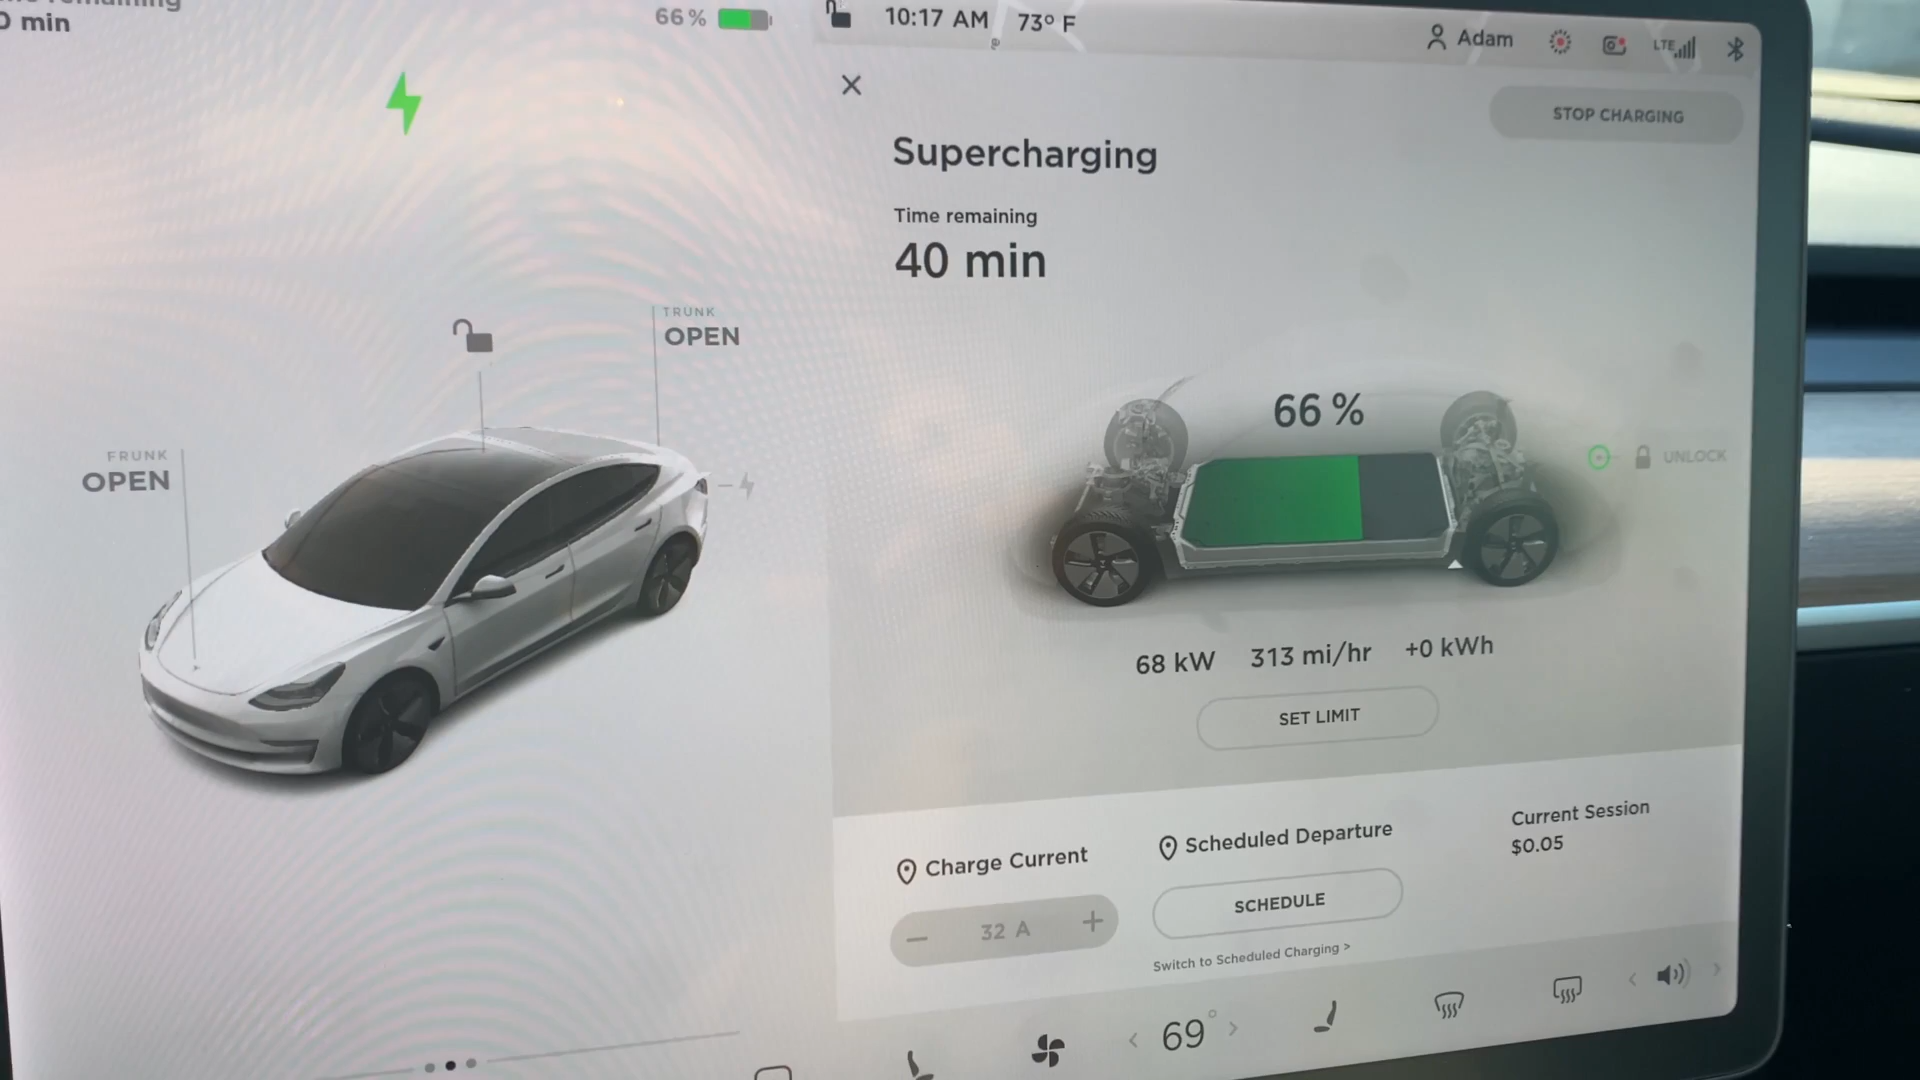 0 min
66%
10:17 AM
73° F
Adam
LTE
STOP CHARGING
Supercharging
Time remaining
40 min
TRUNK
OPEN
FRUNK
OPEN
66 %
UNLOCK
68 kW
313 mi/hr
+0 kWh
SET LIMIT
Charge Current
Scheduled Departure
Current Session
$0.05
32 A
SCHEDULE
Switch to Scheduled Charging >
69°